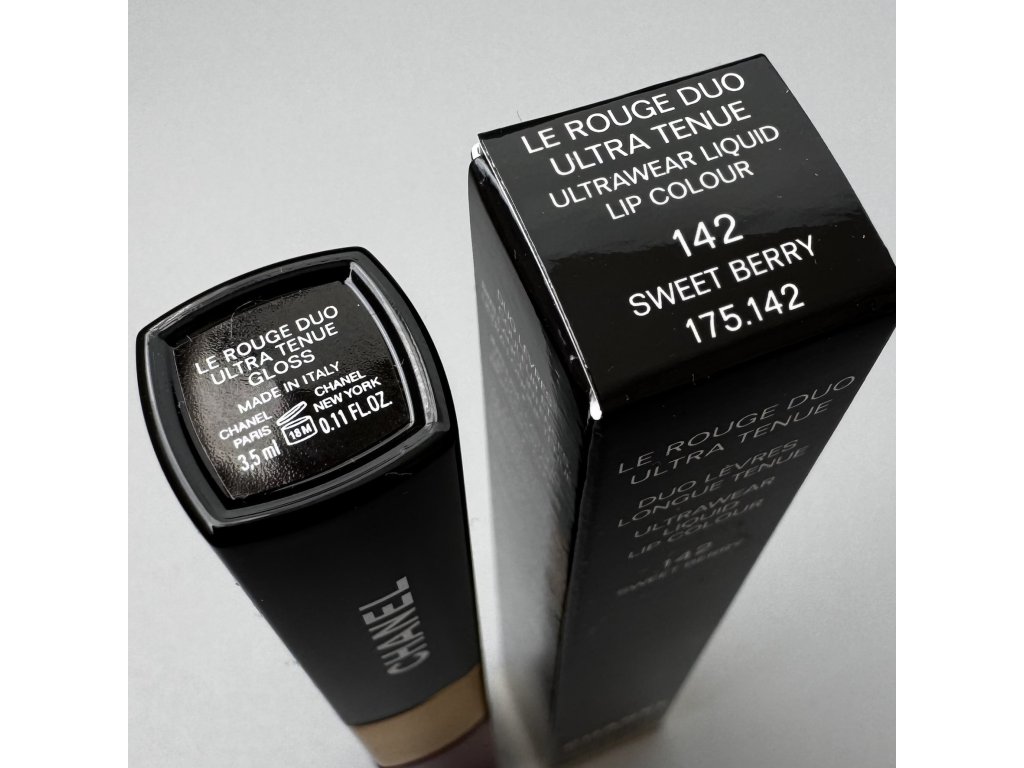 LE ROUGE DUO
ULTRA TENUE
GLOSS
MADE IN ITALY
CHANEL
PARIS
18M
CHANEL
NEW YORK
3,5 ml
0.11 FL.OZ.
CHANEL
LE ROUGE DUO
ULTRA TENUE
ULTRAWEAR LIQUID
LIP COLOUR
142
SWEET BERRY
175.142
LE ROUGE DUO
ULTRA TENUE
DUO LÈVRES
LONGUE TENUE
ULTRAWEAR
LIQUID
LIP COLOUR
142
SWEET BERRY